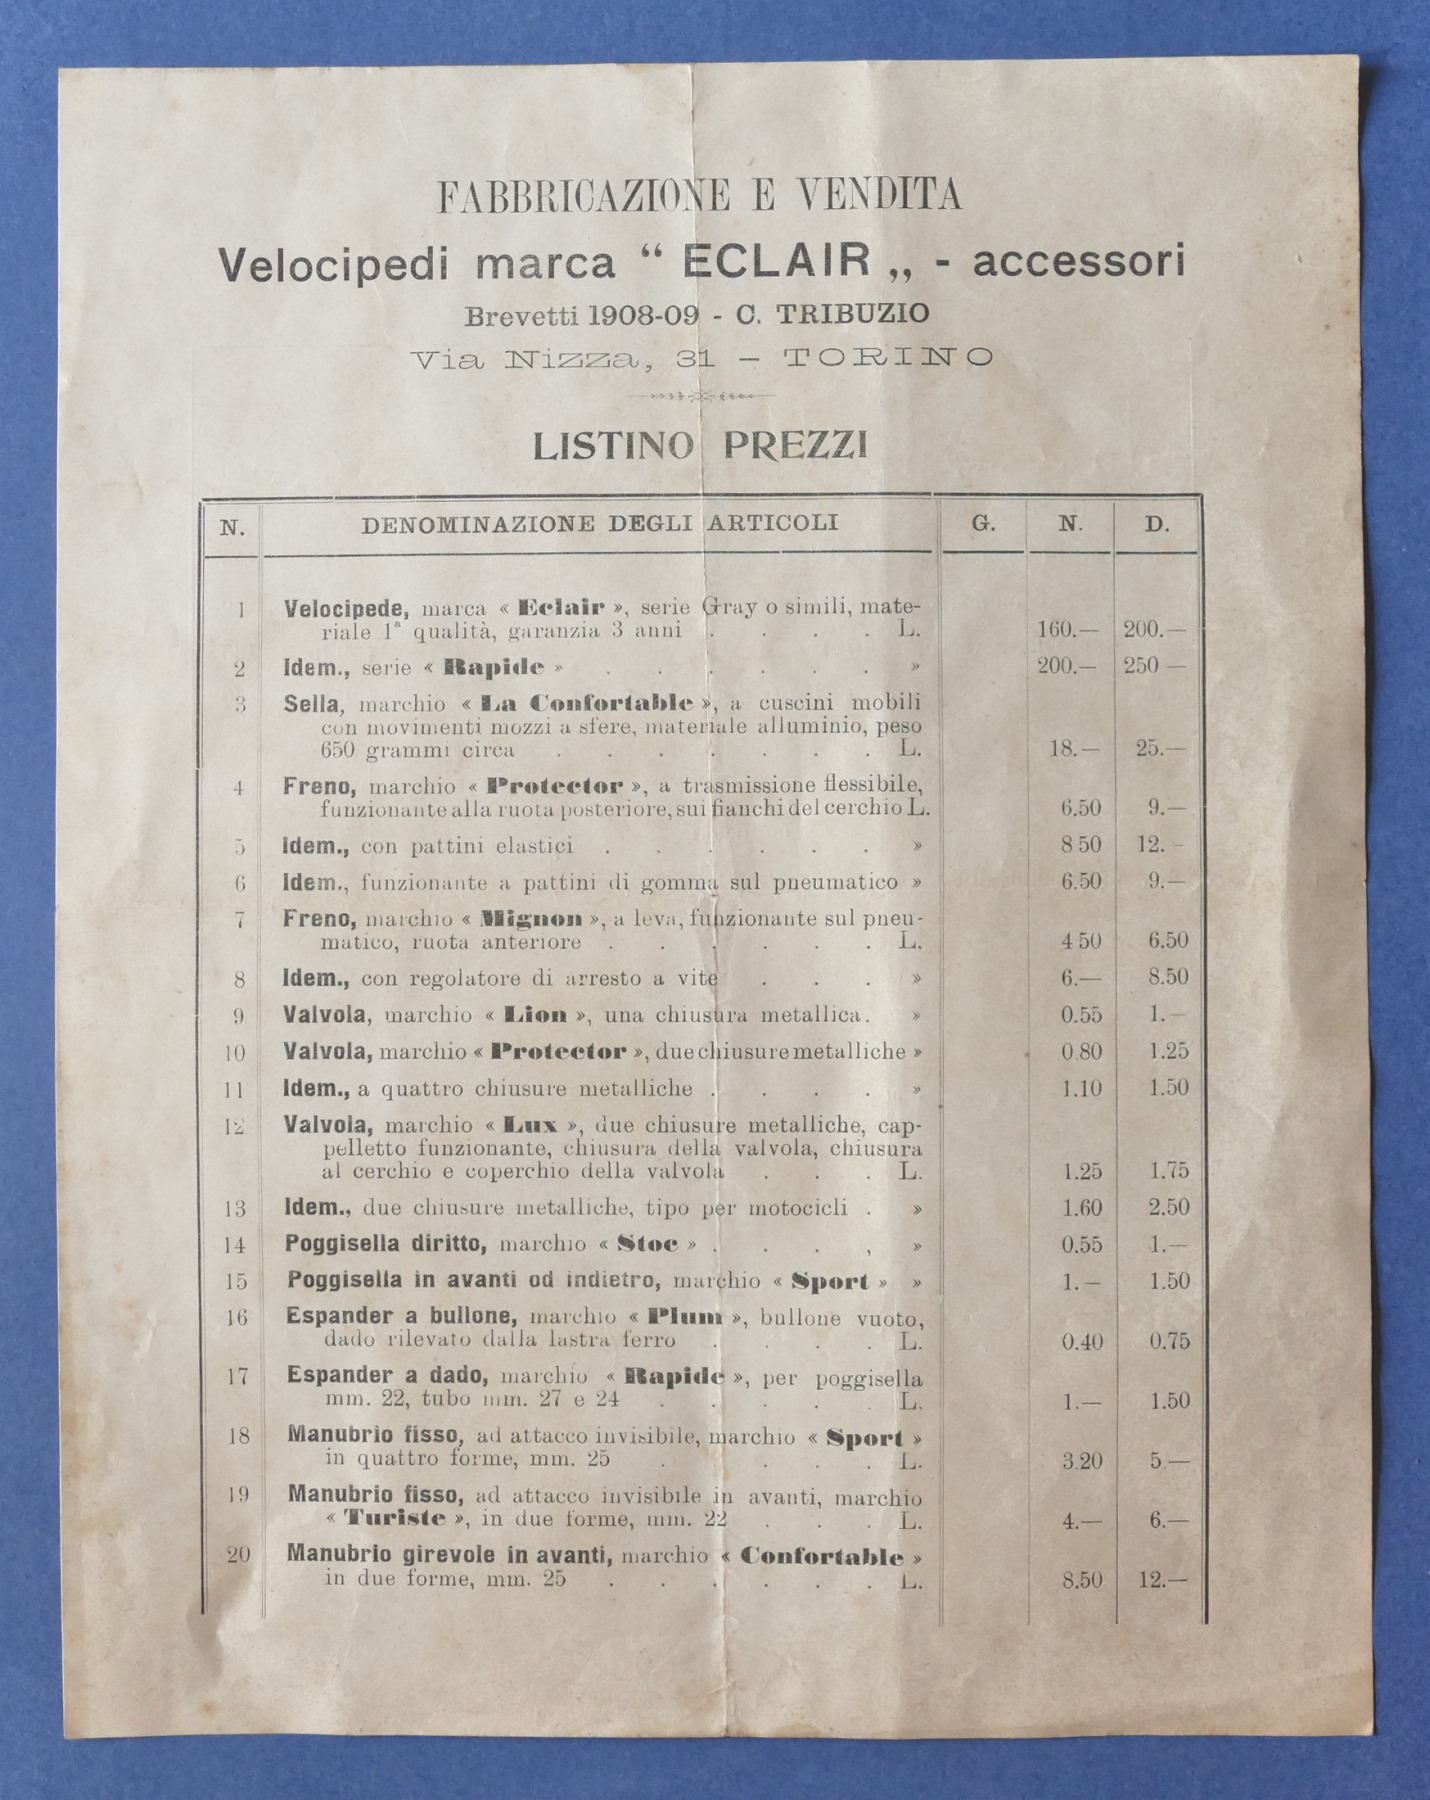 FABBRICAZIONE E VENDITA
Velocipedi marca “ ECLAIR „ - accessori
Brevetti 1908-09 - C. TRIBUZIO
Via Nizza, 31 — TORINO
LISTINO PREZZI
N. DENOMINAZIONE DEGLI ARTICOLI G. N. D.
1 Velocipede, marca « Eclair », serie Gray o simili, mate-
riale 1ª qualità, garanzia 3 anni . . . . L. 160.— 200.—
2 Idem., serie « Rapide » . . . . . . » 200.— 250 —
3 Sella, marchio « La Confortable », a cuscini mobili
con movimenti mozzi a sfere, materiale alluminio, peso
650 grammi circa . . . . . . . L. 18.— 25.—
4 Freno, marchio « Protector », a trasmissione flessibile,
funzionante alla ruota posteriore, sui fianchi del cerchio L. 6.50 9.—
5 Idem., con pattini elastici . . . . . . » 8 50 12. —
6 Idem., funzionante a pattini di gomma sul pneumatico » 6.50 9.—
7 Freno, marchio « Mignon », a leva, funzionante sul pneu-
matico, ruota anteriore . . . . . . L. 4 50 6.50
8 Idem., con regolatore di arresto a vite . . . » 6.— 8.50
9 Valvola, marchio « Lion », una chiusura metallica. » 0.55 1.—
10 Valvola, marchio « Protector », due chiusure metalliche » 0.80 1.25
11 Idem., a quattro chiusure metalliche . . . . » 1.10 1.50
12 Valvola, marchio « Lux », due chiusure metalliche, cap-
pelletto funzionante, chiusura della valvola, chiusura
al cerchio e coperchio della valvola . . . L. 1.25 1.75
13 Idem., due chiusure metalliche, tipo per motocicli . » 1.60 2.50
14 Poggisella diritto, marchio « Stoc » . . . , » 0.55 1.—
15 Poggisella in avanti od indietro, marchio « Sport » » 1.— 1.50
16 Espander a bullone, marchio « Plum », bullone vuoto,
dado rilevato dalla lastra ferro . . . . L. 0.40 0.75
17 Espander a dado, marchio « Rapide », per poggisella
mm. 22, tubo mm. 27 e 24 . . . . . L. 1.— 1.50
18 Manubrio fisso, ad attacco invisibile, marchio « Sport »
in quattro forme, mm. 25 . . . . L. 3.20 5.—
19 Manubrio fisso, ad attacco invisibile in avanti, marchio
« Turiste », in due forme, mm. 22 . . . L. 4.— 6.—
20 Manubrio girevole in avanti, marchio « Confortable »
in due forme, mm. 25 . . . . . . L. 8.50 12.—